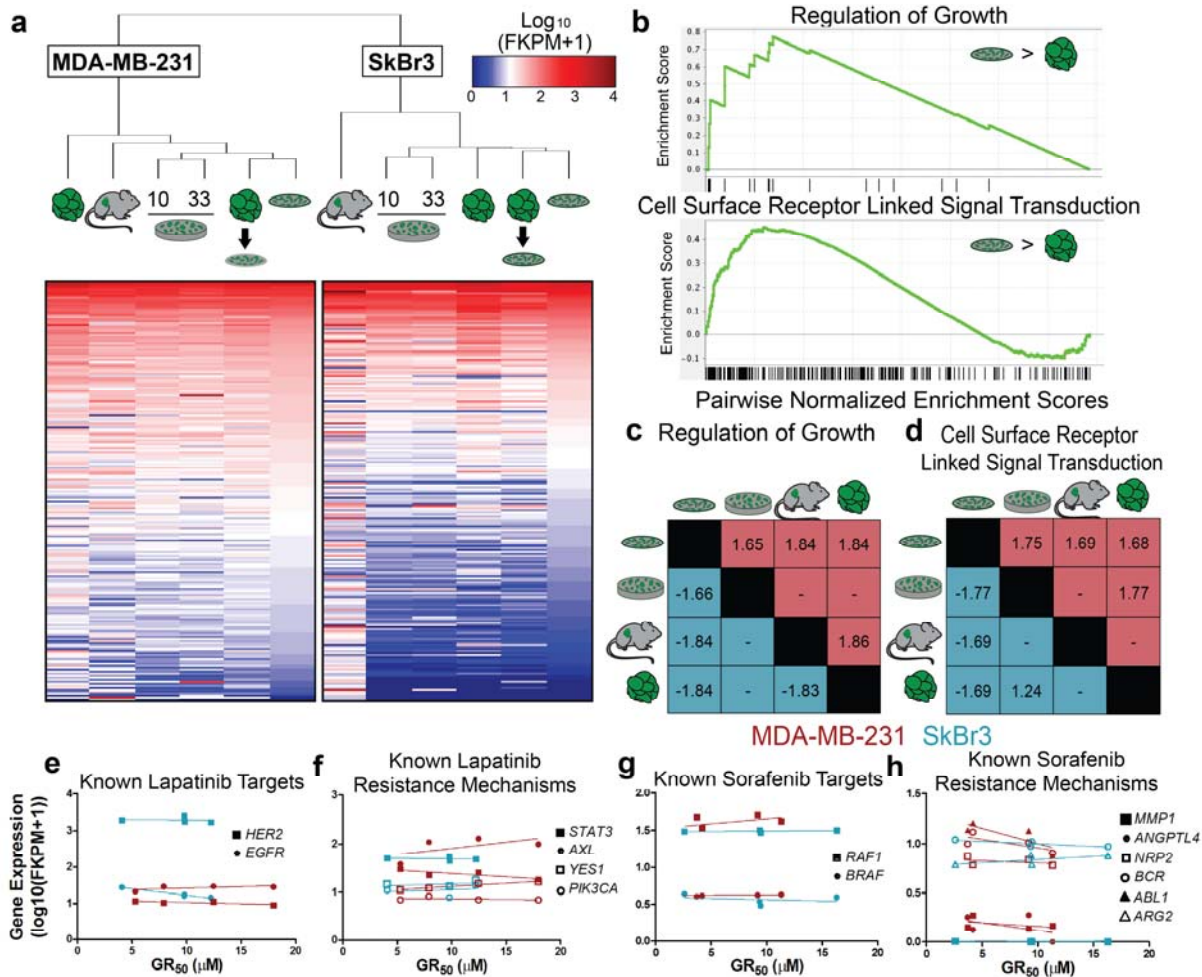 a
MDA-MB-231
SkBr3
Log10
(FKPM+1)
0 1 2 3 4
10 33
10 33
b
Regulation of Growth
Enrichment Score
0.8
0.7
0.6
0.5
0.4
0.3
0.2
0.1
0.0
>
Cell Surface Receptor Linked Signal Transduction
Enrichment Score
0.4
0.3
0.2
0.1
0.0
-0.1
>
Pairwise Normalized Enrichment Scores
c Regulation of Growth
1.65 1.84 1.84
-1.66 - -
-1.84 - 1.86
-1.84 - -1.83
d Cell Surface Receptor
Linked Signal Transduction
1.75 1.69 1.68
-1.77 - 1.77
-1.69 - -
-1.69 1.24 -
MDA-MB-231 SkBr3
Gene Expression
(log10(FKPM+1))
e
Known Lapatinib Targets
4
3
2
1
0
0 5 10 15 20
GR50 (μM)
HER2
EGFR
f
Known Lapatinib
Resistance Mechanisms
3
2
1
0
0 5 10 15 20
GR50 (μM)
STAT3
AXL
YES1
PIK3CA
g
Known Sorafenib Targets
2.0
1.5
1.0
0.5
0.0
0 5 10 15 20
GR50 (μM)
RAF1
BRAF
h
Known Sorafenib
Resistance Mechanisms
1.5
1.0
0.5
0.0
0 5 10 15 20
GR50 (μM)
MMP1
ANGPTL4
NRP2
BCR
ABL1
ARG2